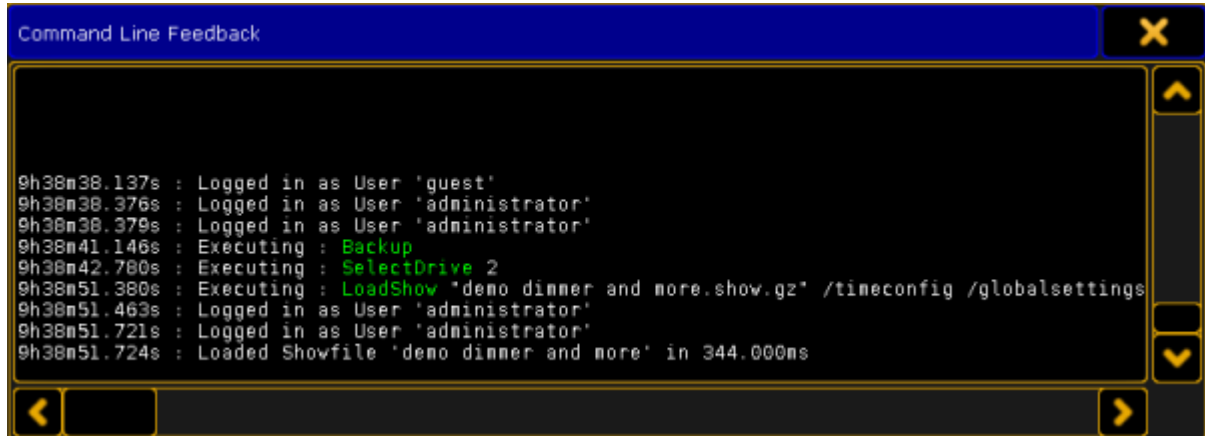 Command Line Feedback
9h38m38.137s : Logged in as User 'guest'
9h38m38.376s : Logged in as User 'administrator'
9h38m38.379s : Logged in as User 'administrator'
9h38m41.146s : Executing : Backup
9h38m42.780s : Executing : SelectDrive 2
9h38m51.380s : Executing : LoadShow "demo dimmer and more.show.gz" /timeconfig /globalsettings
9h38m51.463s : Logged in as User 'administrator'
9h38m51.721s : Logged in as User 'administrator'
9h38m51.724s : Loaded Showfile 'demo dimmer and more' in 344.000ms